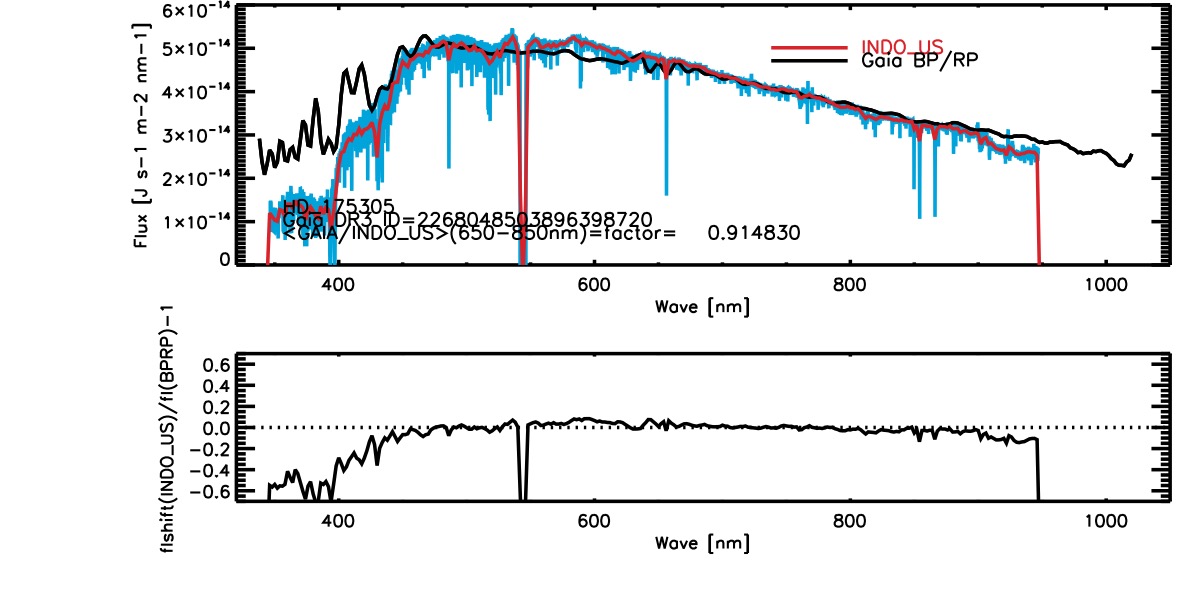 6×10⁻¹⁴
5×10⁻¹⁴
4×10⁻¹⁴
3×10⁻¹⁴
2×10⁻¹⁴
1×10⁻¹⁴
0
Flux [J s−1 m−2 nm−1]
INDO_US
Gaia BP/RP
HD_175305
Gaia DR3 ID=2268048503896398720
<GAIA/INDO_US>(650−850nm)=factor= 0.914830
400 600 800 1000
Wave [nm]
flshift(INDO_US)/fl(BPRP)−1
0.6
0.4
0.2
0.0
−0.2
−0.4
−0.6
400 600 800 1000
Wave [nm]